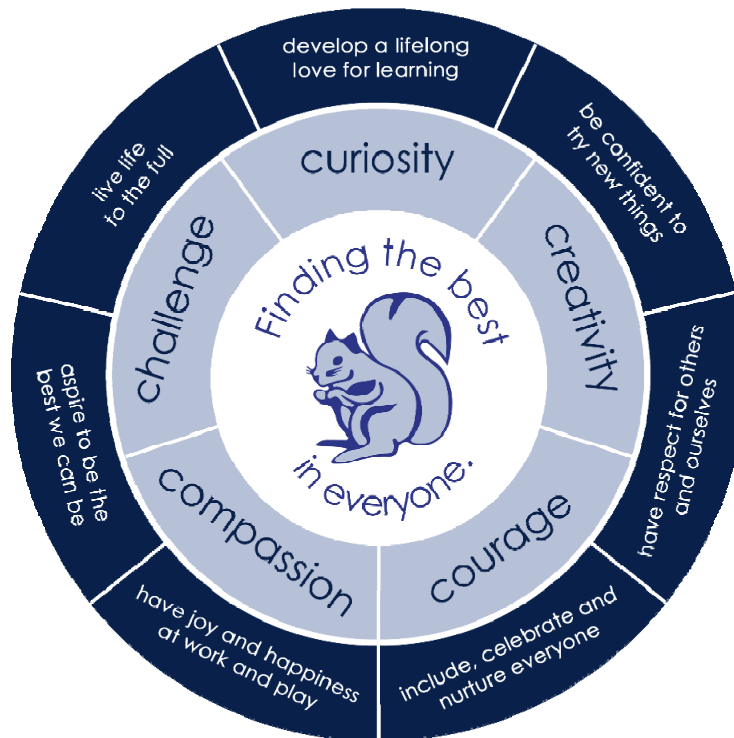 develop a lifelong
love for learning
be confident to
try new things
have respect for others
and ourselves
include, celebrate and
nurture everyone
have joy and happiness
at work and play
aspire to be the
best we can be
live life
to the full
curiosity
creativity
courage
compassion
challenge
Finding the best
in everyone.